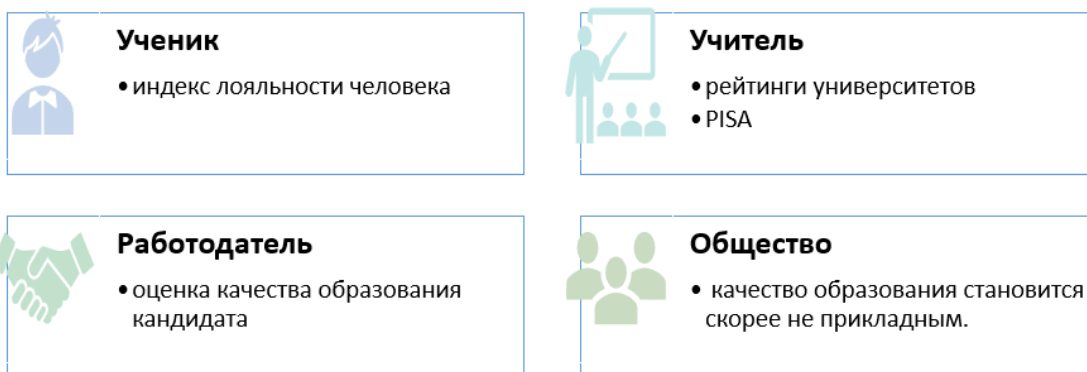 Ученик
•индекс лояльности человека
Учитель
•рейтинги университетов
•PISA
Работодатель
•оценка качества образования
кандидата
Общество
• качество образования становится
скорее не прикладным.